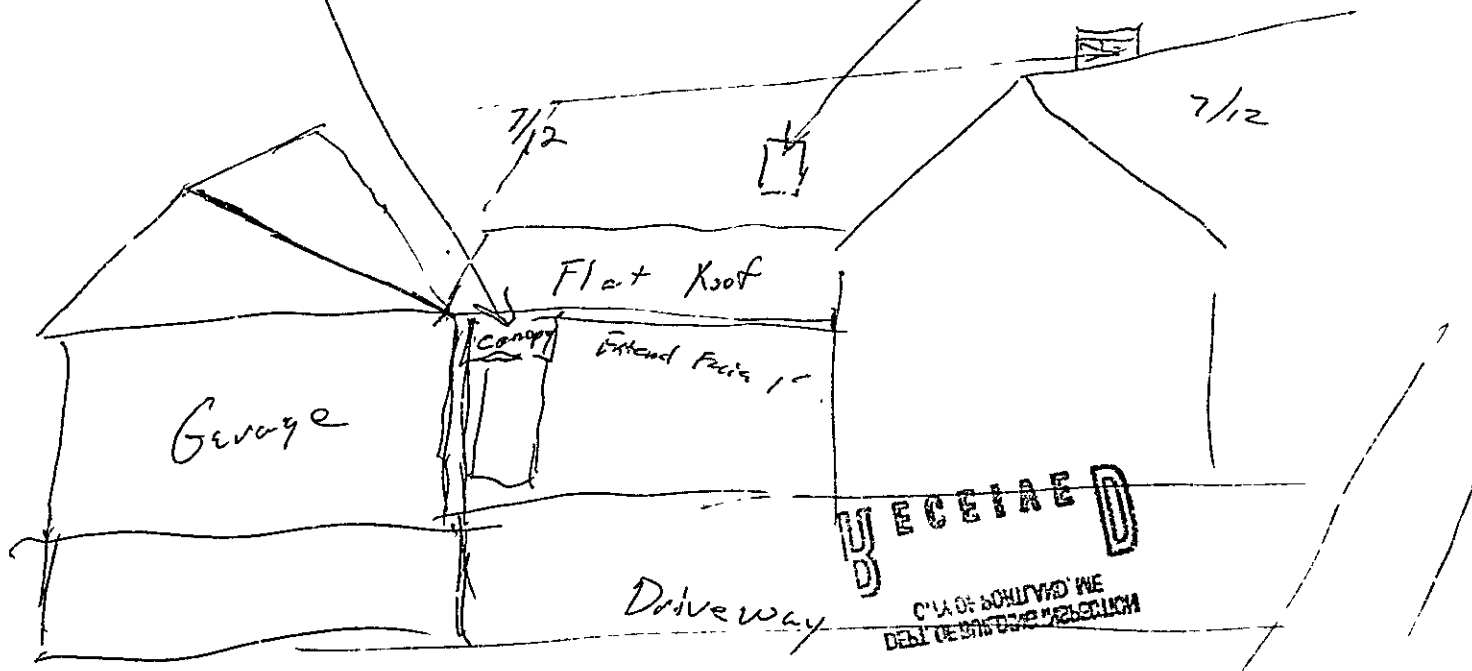 7/12
7/12
Flat Roof
canopy
Extend Facia 1'
Garage
RECEIVED
Driveway
CITY OF PORTLAND, ME
DEPT. OF BUILDING INSPECTION